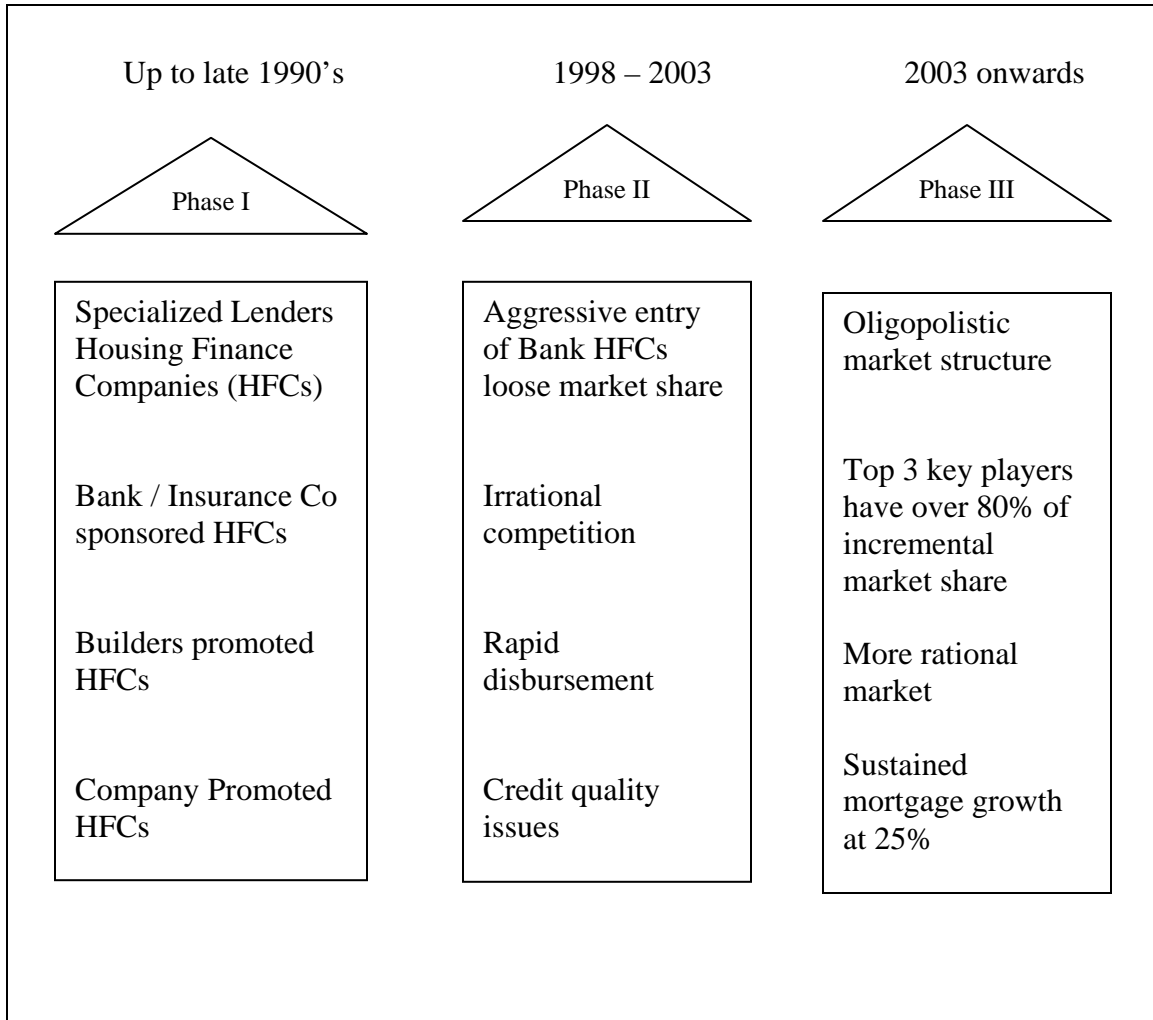 Up to late 1990’s
1998 – 2003
2003 onwards
Phase I
Phase II
Phase III
Specialized Lenders
Housing Finance
Companies (HFCs)
Bank / Insurance Co
sponsored HFCs
Builders promoted
HFCs
Company Promoted
HFCs
Aggressive entry
of Bank HFCs
loose market share
Irrational
competition
Rapid
disbursement
Credit quality
issues
Oligopolistic
market structure
Top 3 key players
have over 80% of
incremental
market share
More rational
market
Sustained
mortgage growth
at 25%